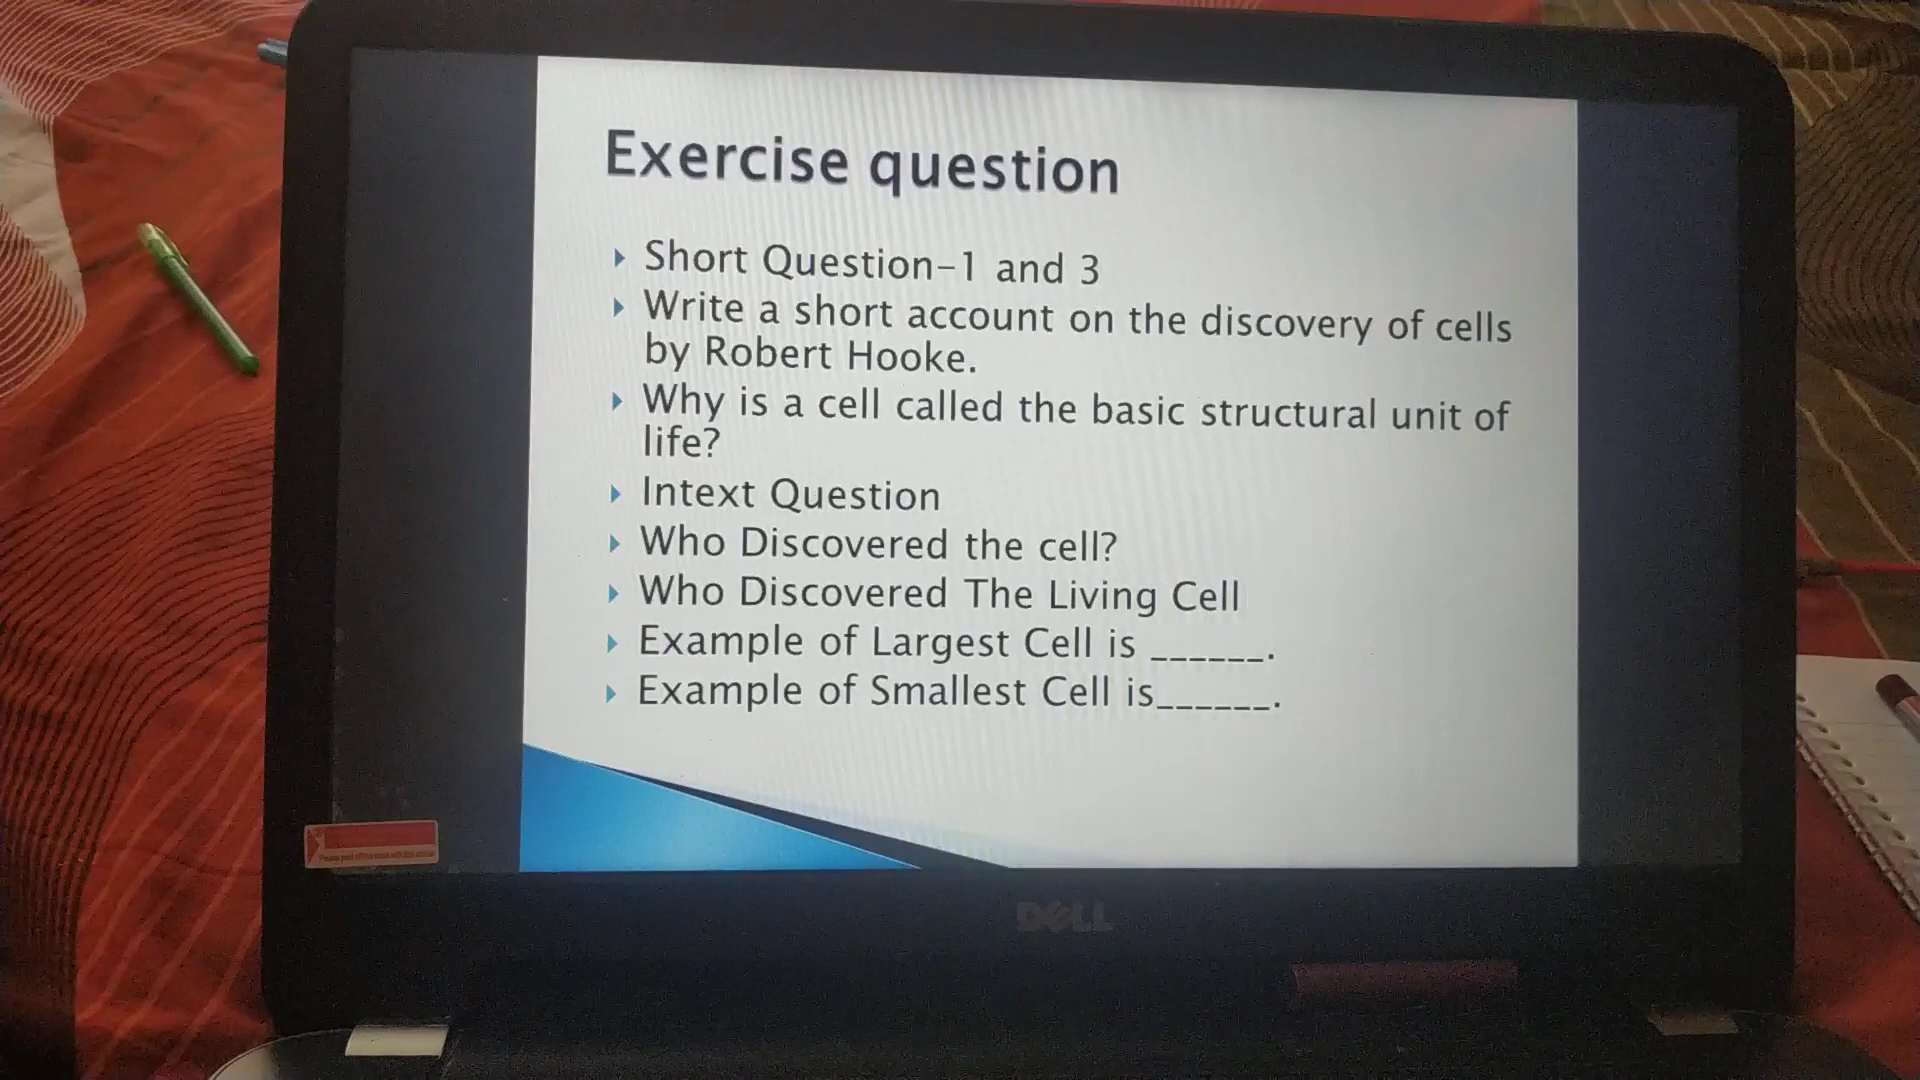 Exercise question
Short Question-1 and 3
Write a short account on the discovery of cells
by Robert Hooke.
Why is a cell called the basic structural unit of
life?
Intext Question
Who Discovered the cell?
Who Discovered The Living Cell
Example of Largest Cell is ______.
Example of Smallest Cell is______.
DELL